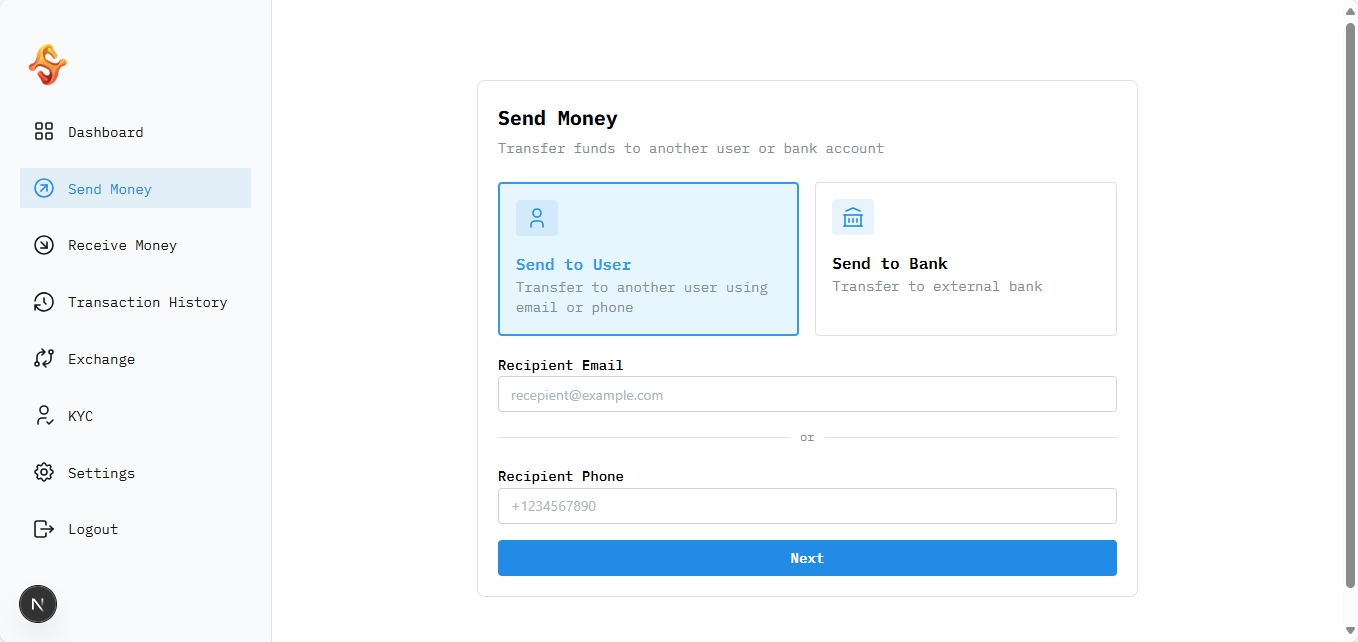 Dashboard
Send Money
Receive Money
Transaction History
Exchange
KYC
Settings
Logout
N
Send Money
Transfer funds to another user or bank account
Send to User
Transfer to another user using
email or phone
Send to Bank
Transfer to external bank
Recipient Email
recepient@example.com
or
Recipient Phone
+1234567890
Next